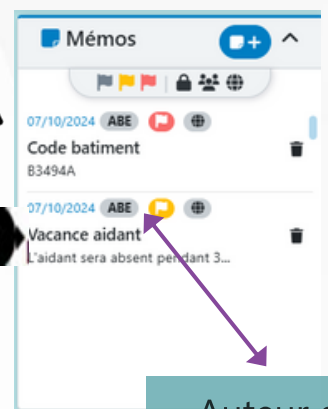 Mémos
07/10/2024 ABE
Code batiment
B3494A
07/10/2024 ABE
Vacance aidant
L'aidant sera absent pendant 3...
Auteur